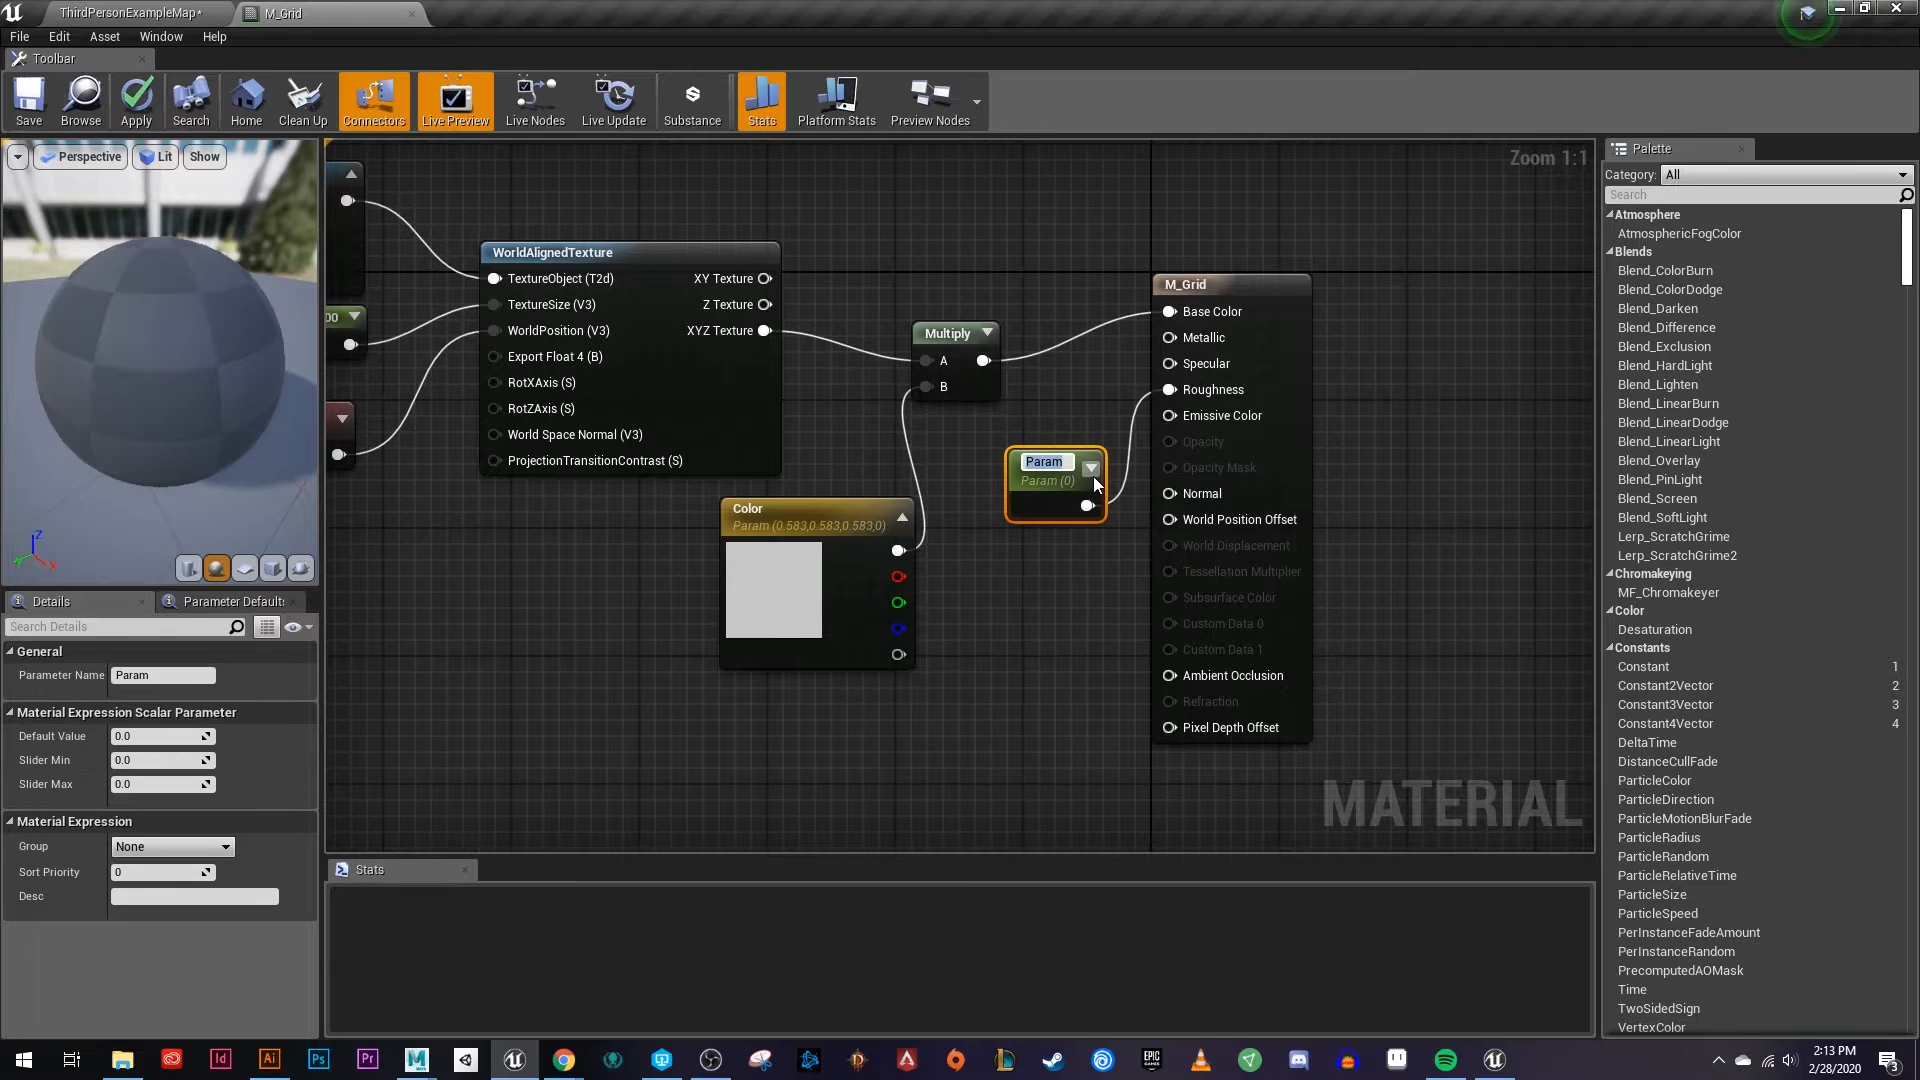 ThirdPersonExampleMap*
M_Grid
File
Edit
Asset
Window
Help
Toolbar
Save
Browse
Apply
Search
Home
Clean Up
Connectors
Live Preview
Live Nodes
Live Update
Substance
Stats
Platform Stats
Preview Nodes
Perspective
Lit
Show
Zoom 1:1
Z
X
00
WorldAlignedTexture
TextureObject (T2d)
TextureSize (V3)
WorldPosition (V3)
Export Float 4 (B)
RotXAxis (S)
RotZAxis (S)
World Space Normal (V3)
ProjectionTransitionContrast (S)
XY Texture
Z Texture
XYZ Texture
Multiply
A
B
Color
Param (0.583,0.583,0.583,0)
Param
Param (0)
M_Grid
Base Color
Metallic
Specular
Roughness
Emissive Color
Opacity
Opacity Mask
Normal
World Position Offset
World Displacement
Tessellation Multiplier
Subsurface Color
Custom Data 0
Custom Data 1
Ambient Occlusion
Refraction
Pixel Depth Offset
MATERIAL
Details
Parameter Defaults
Search Details
General
Parameter Name
Param
Material Expression Scalar Parameter
Default Value
0.0
Slider Min
0.0
Slider Max
0.0
Material Expression
Group
None
Sort Priority
0
Desc
Stats
Palette
Category:
All
Search
Atmosphere
AtmosphericFogColor
Blends
Blend_ColorBurn
Blend_ColorDodge
Blend_Darken
Blend_Difference
Blend_Exclusion
Blend_HardLight
Blend_Lighten
Blend_LinearBurn
Blend_LinearDodge
Blend_LinearLight
Blend_Overlay
Blend_PinLight
Blend_Screen
Blend_SoftLight
Lerp_ScratchGrime
Lerp_ScratchGrime2
Chromakeying
MF_Chromakeyer
Color
Desaturation
Constants
Constant 1
Constant2Vector 2
Constant3Vector 3
Constant4Vector 4
DeltaTime
DistanceCullFade
ParticleColor
ParticleDirection
ParticleMotionBlurFade
ParticleRadius
ParticleRandom
ParticleRelativeTime
ParticleSize
ParticleSpeed
PerInstanceFadeAmount
PerInstanceRandom
PrecomputedAOMask
Time
TwoSidedSign
VertexColor
Id
Ai
Ps
Pr
M
EPIC
GAMES
2:13 PM
2/28/2020
3